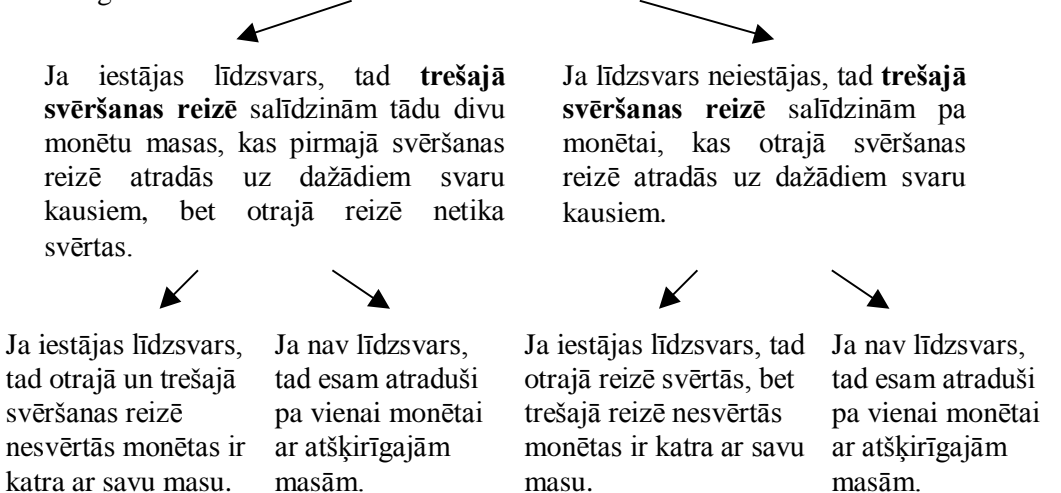 Ja iestājas līdzsvars, tad trešajā
svēršanas reizē salīdzinām tādu divu
monētu masas, kas pirmajā svēršanas
reizē atradās uz dažādiem svaru
kausiem, bet otrajā reizē netika
svērtas.
Ja līdzsvars neiestājas, tad trešajā
svēršanas reizē salīdzinām pa
monētai, kas otrajā svēršanas
reizē atradās uz dažādiem svaru
kausiem.
Ja iestājas līdzsvars,
tad otrajā un trešajā
svēršanas reizē
nesvērtās monētas ir
katra ar savu masu.
Ja nav līdzsvars,
tad esam atraduši
pa vienai monētai
ar atšķirīgajām
masām.
Ja iestājas līdzsvars, tad
otrajā reizē svērtās, bet
trešajā reizē nesvērtās
monētas ir katra ar savu
masu.
Ja nav līdzsvars,
tad esam atraduši
pa vienai monētai
ar atšķirīgajām
masām.